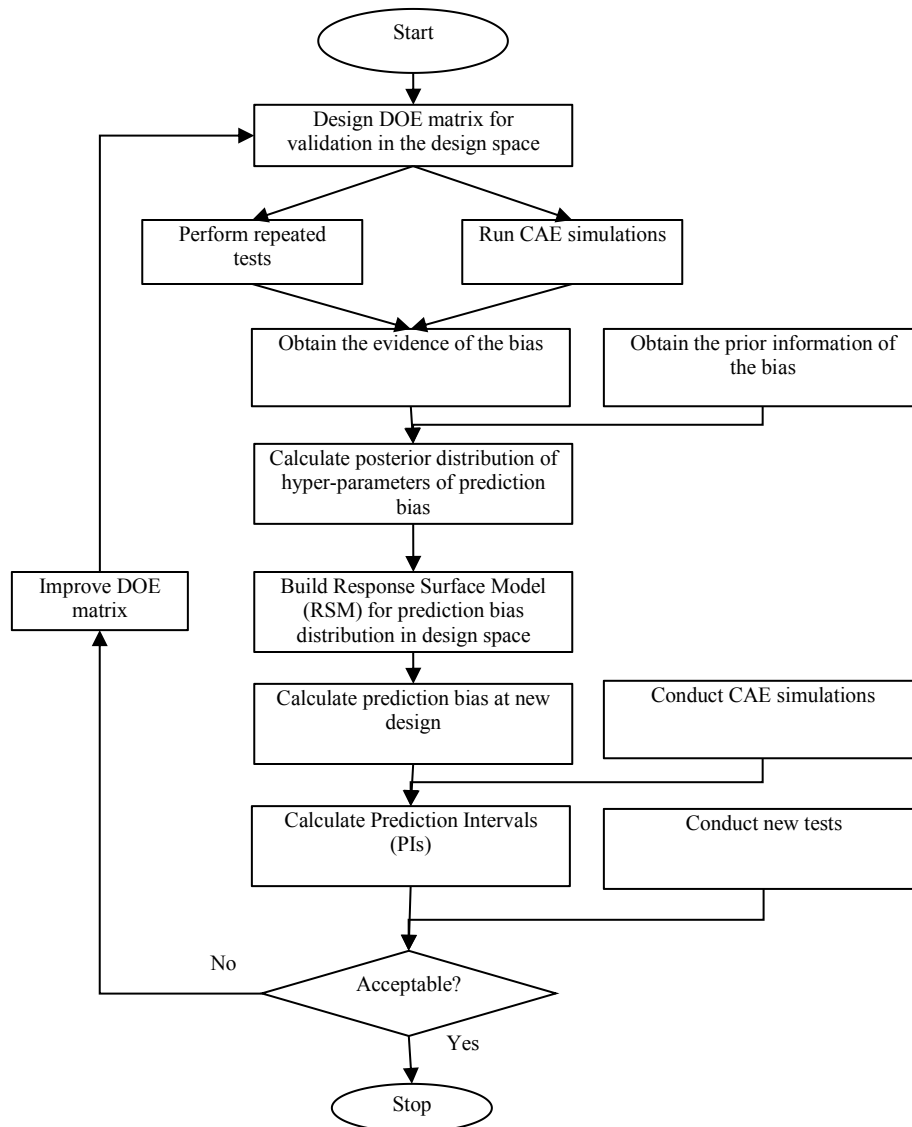 Start
Design DOE matrix for
validation in the design space
Perform repeated
tests
Run CAE simulations
Obtain the evidence of the bias
Obtain the prior information of
the bias
Calculate posterior distribution of
hyper-parameters of prediction
bias
Improve DOE
matrix
Build Response Surface Model
(RSM) for prediction bias
distribution in design space
Calculate prediction bias at new
design
Conduct CAE simulations
Calculate Prediction Intervals
(PIs)
Conduct new tests
No
Acceptable?
Yes
Stop